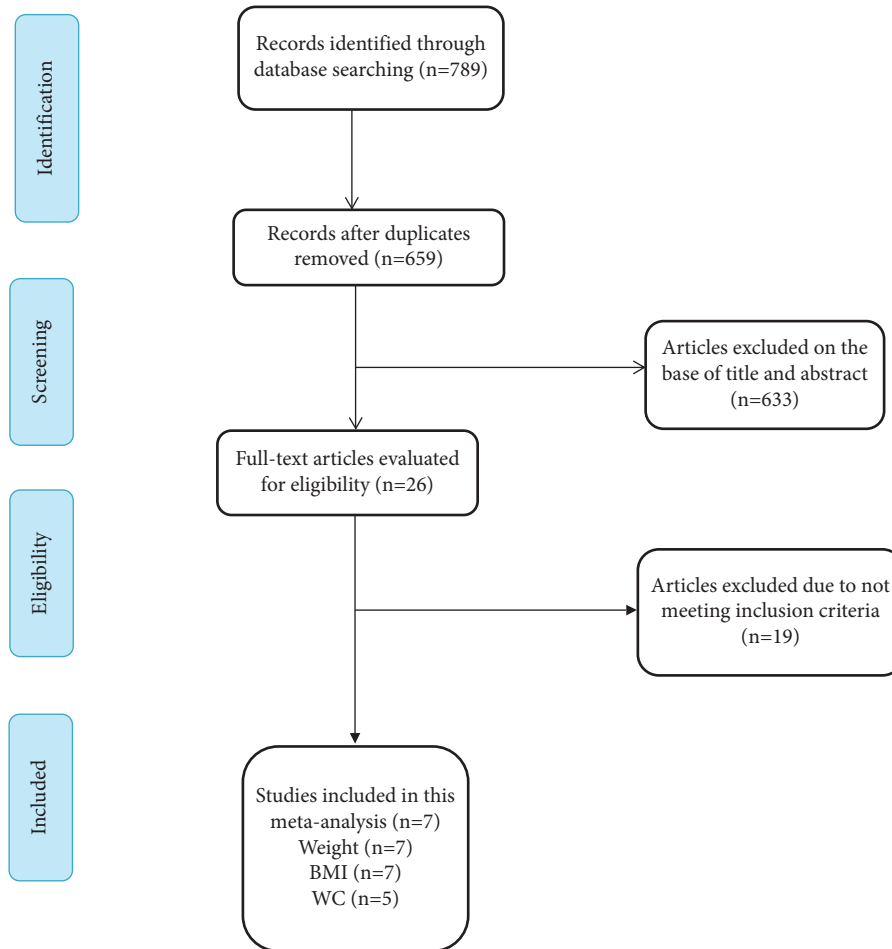 Identification
Records identified through
database searching (n=789)
Records after duplicates
removed (n=659)
Screening
Articles excluded on the
base of title and abstract
(n=633)
Full-text articles evaluated
for eligibility (n=26)
Eligibility
Articles excluded due to not
meeting inclusion criteria
(n=19)
Included
Studies included in this
meta-analysis (n=7)
Weight (n=7)
BMI (n=7)
WC (n=5)